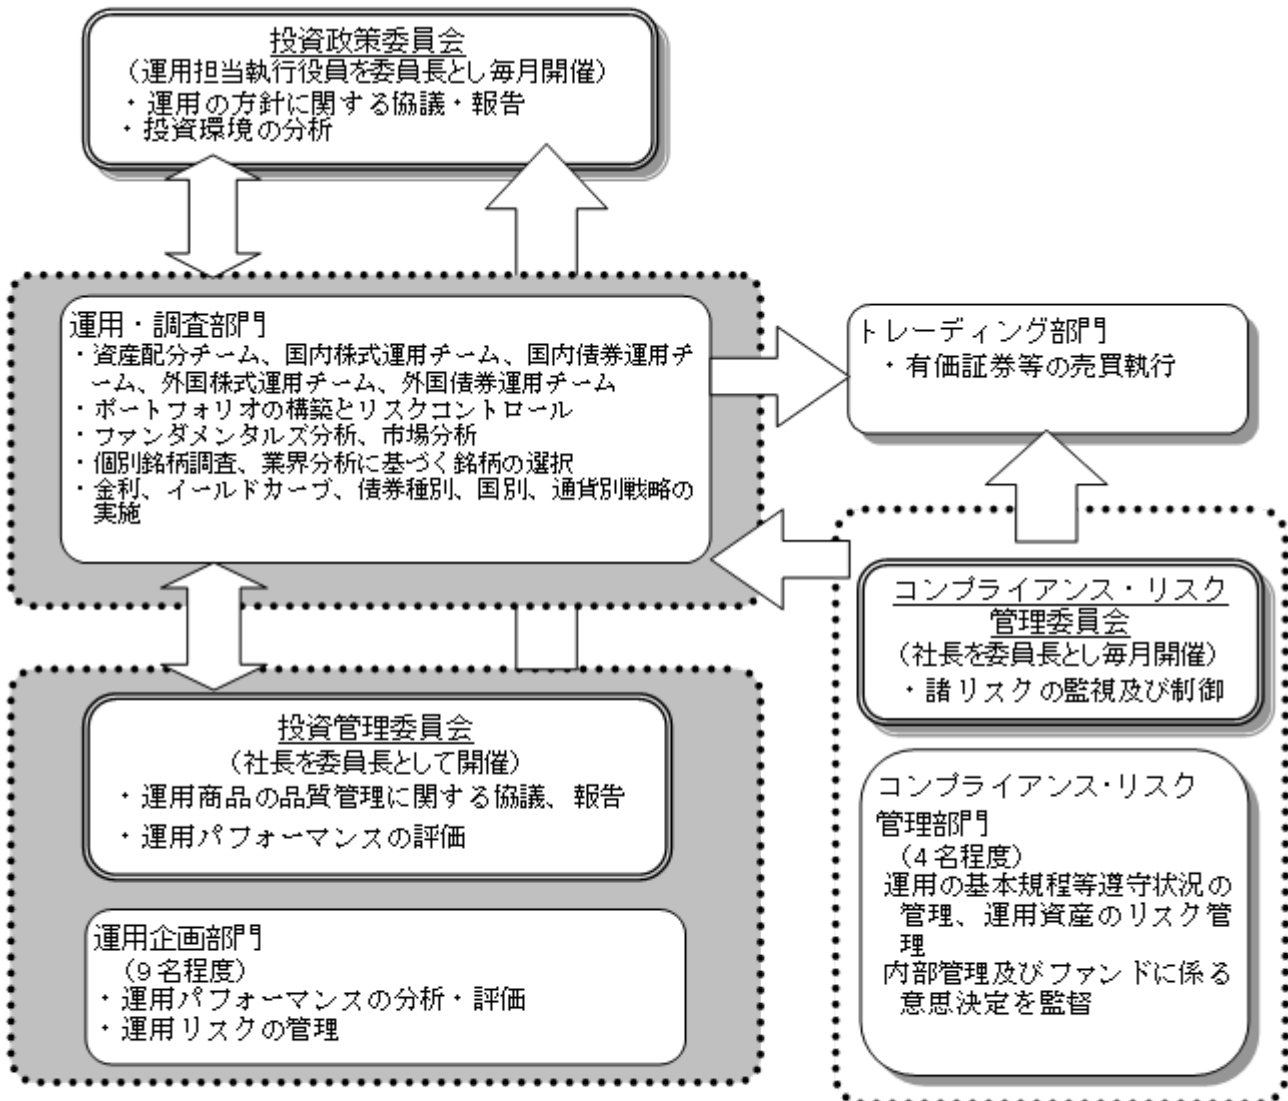 投資政策委員会
（運用担当執行役員を委員長とし毎月開催）
・運用の方針に関する協議・報告
・投資環境の分析
運用・調査部門
・資産配分チーム、国内株式運用チーム、国内債券運用チ
ーム、外国株式運用チーム、外国債券運用チーム
・ポートフォリオの構築とリスクコントロール
・ファンダメンタルズ分析、市場分析
・個別銘柄調査、業界分析に基づく銘柄の選択
・金利、イールドカーブ、債券種別、国別、通貨別戦略の
実施
トレーディング部門
・有価証券等の売買執行
コンプライアンス・リスク
管理委員会
（社長を委員長とし毎月開催）
・諸リスクの監視及び制御
投資管理委員会
（社長を委員長として開催）
・運用商品の品質管理に関する協議、報告
・運用パフォーマンスの評価
コンプライアンス・リスク
管理部門
（4名程度）
運用の基本規程等遵守状況の
管理、運用資産のリスク管
理
内部管理及びファンドに係る
意思決定を監督
運用企画部門
（9名程度）
・運用パフォーマンスの分析・評価
・運用リスクの管理